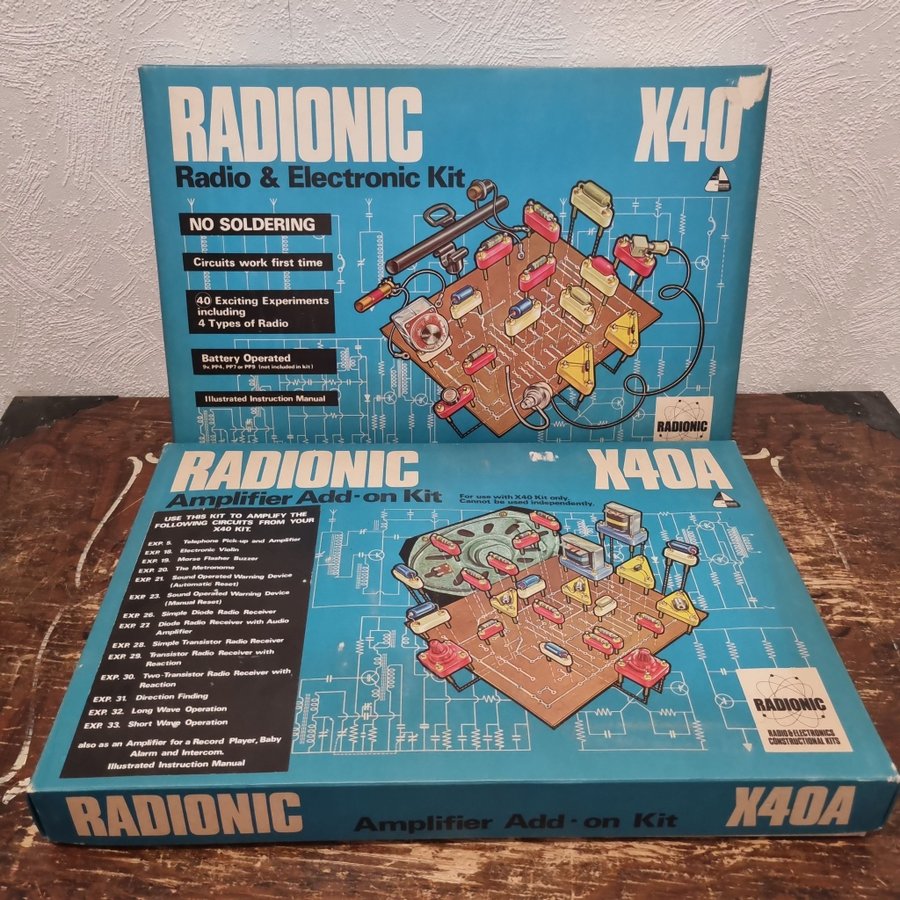 RADIONIC X40
Radio & Electronic Kit
NO SOLDERING
Circuits work first time
40 Exciting Experiments
including
4 Types of Radio
Battery Operated
9v. PP4, PP7 or PP9 (not included in kit)
Illustrated Instruction Manual
RADIONIC
RADIONIC X40A
Amplifier Add-on Kit
For use with X40 Kit only.
Cannot be used independently.
USE THIS KIT TO AMPLIFY THE
FOLLOWING CIRCUITS FROM YOUR
X40 KIT.
EXP. 5. Telephone Pick-up and Amplifier
EXP. 18. Electronic Violin
EXP. 19. Morse Flasher Buzzer
EXP. 20. The Metronome
EXP. 21. Sound Operated Warning Device
(Automatic Reset)
EXP. 23. Sound Operated Warning Device
(Manual Reset)
EXP. 26. Simple Diode Radio Receiver
EXP. 27. Diode Radio Receiver with Audio
Amplifier
EXP. 28. Simple Transistor Radio Receiver
EXP. 29. Transistor Radio Receiver with
Reaction
EXP. 30. Two-Transistor Radio Receiver with
Reaction
EXP. 31. Direction Finding
EXP. 32. Long Wave Operation
EXP. 33. Short Wave Operation
also as an Amplifier for a Record Player, Baby
Alarm and Intercom.
Illustrated Instruction Manual
RADIONIC
RADIO & ELECTRONICS
CONSTRUCTIONAL KITS
RADIONIC Amplifier Add-on Kit X40A